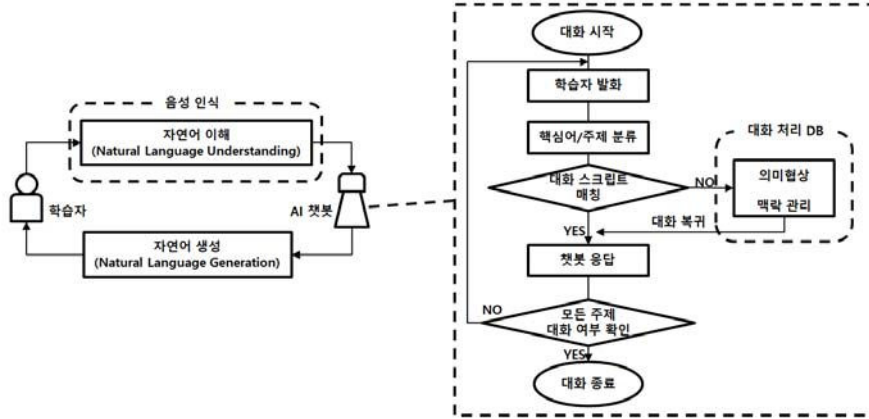 음성 인식
자연어 이해
(Natural Language Understanding)
학습자
AI 챗봇
자연어 생성
(Natural Language Generation)
대화 시작
학습자 발화
핵심어/주제 분류
대화 스크립트
매칭
NO
대화 처리 DB
의미협상
맥락 관리
대화 복귀
YES
챗봇 응답
NO
모든 주제
대화 여부 확인
YES
대화 종료